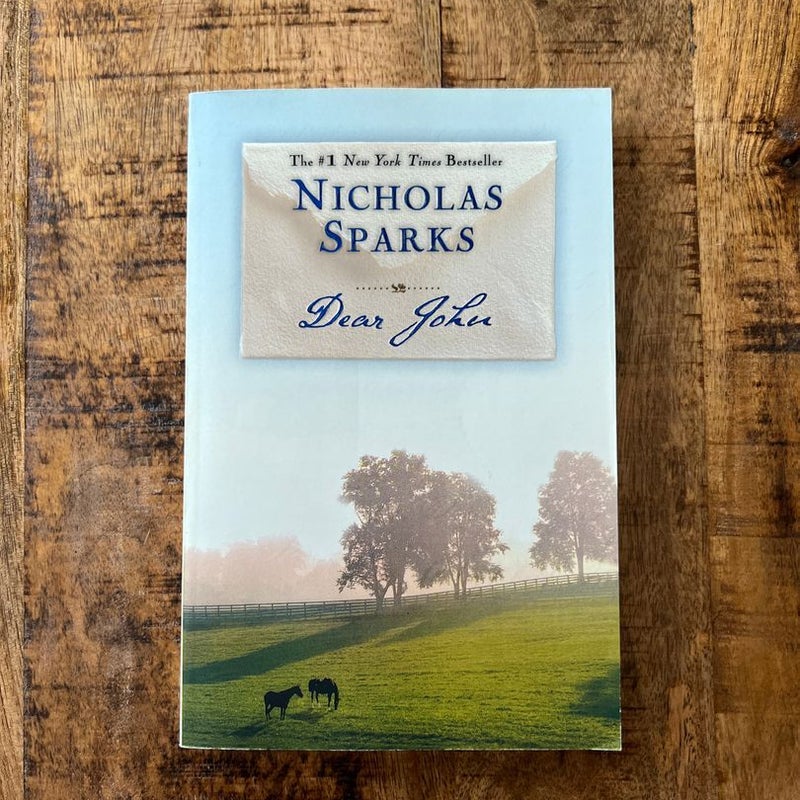 The #1 New York Times Bestseller
NICHOLAS
SPARKS
Dear John